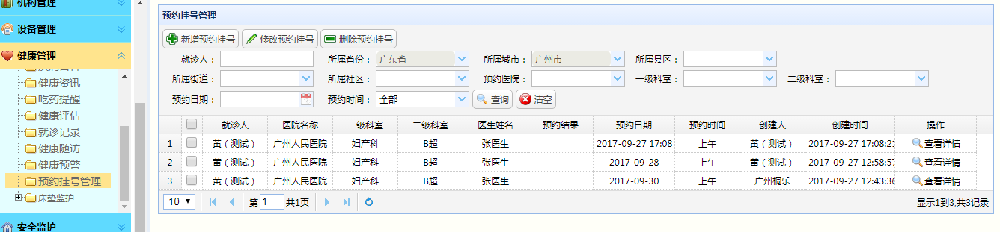 机构管理
设备管理
健康管理
健康资讯
吃药提醒
健康评估
就诊记录
健康随访
健康预警
预约挂号管理
床垫监护
安全监护
预约挂号管理
新增预约挂号 修改预约挂号 删除预约挂号
就诊人： 所属省份： 广东省 所属城市： 广州市 所属县区：
所属街道： 所属社区： 预约医院： 一级科室： 二级科室：
预约日期： 预约时间： 全部 查询 清空
就诊人 医院名称 一级科室 二级科室 医生姓名 预约结果 预约日期 预约时间 创建人 创建时间 操作
1 黄（测试） 广州人民医院 妇产科 B超 张医生 2017-09-27 17:08 上午 黄（测试） 2017-09-27 17:08:21 查看详情
2 黄（测试） 广州人民医院 妇产科 B超 张医生 2017-09-28 上午 黄（测试） 2017-09-27 12:58:57 查看详情
3 黄（测试） 广州人民医院 妇产科 B超 张医生 2017-09-30 上午 广州桐乐 2017-09-27 12:43:36 查看详情
10 第 1 共1页 显示1到3,共3记录